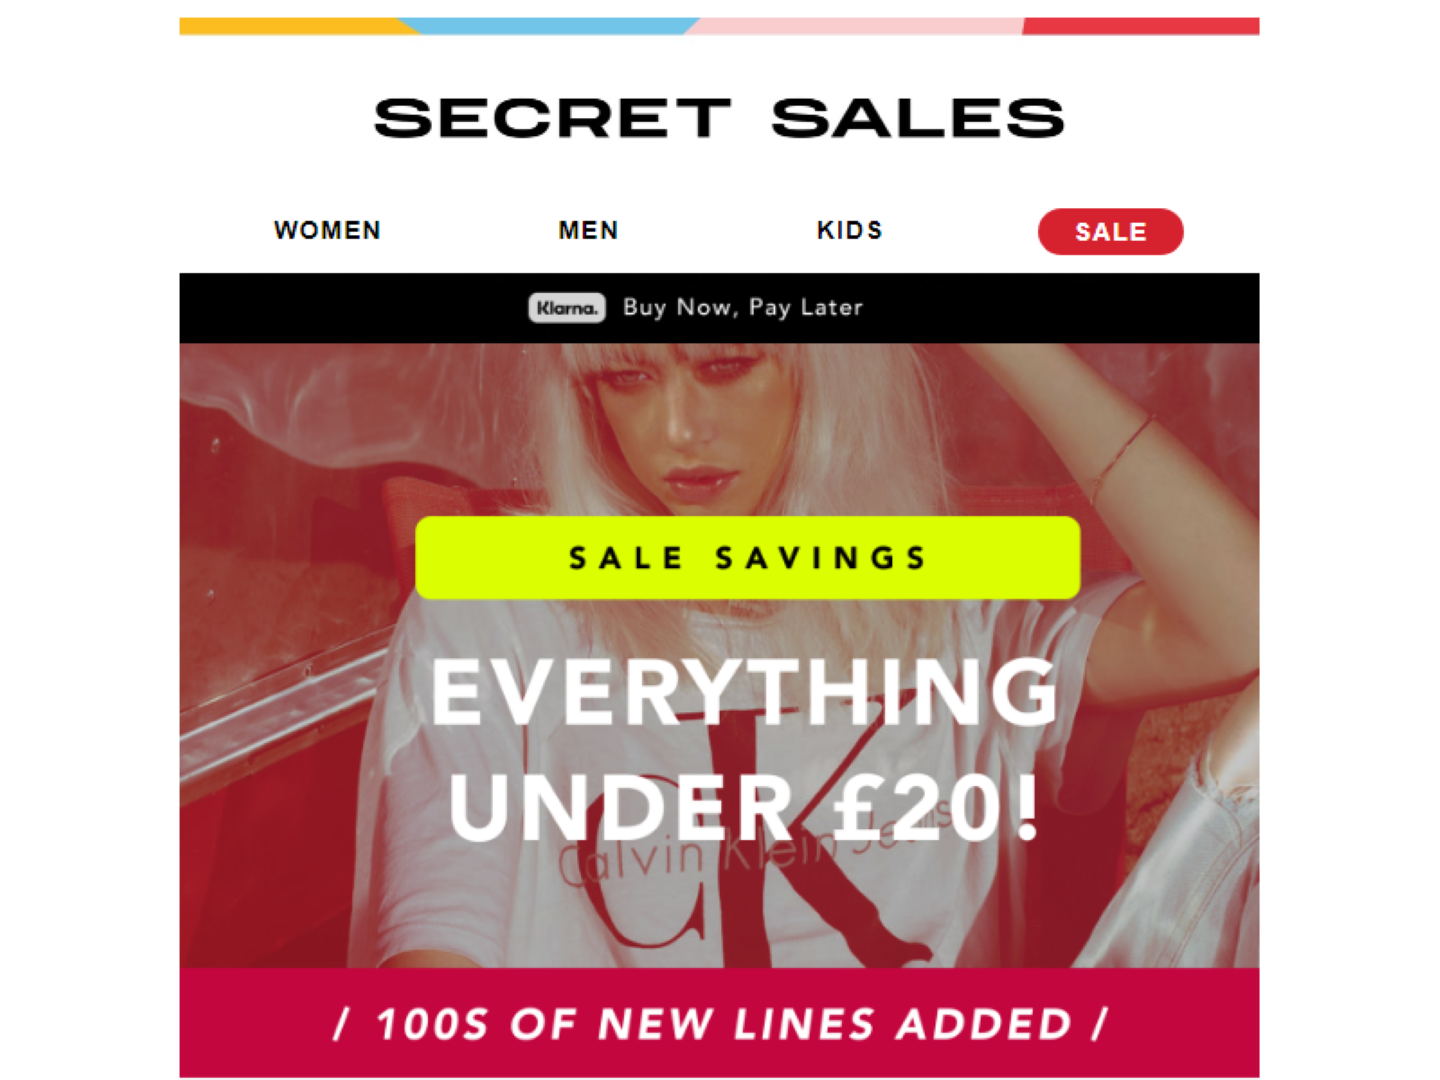 SECRET SALES
WOMEN MEN KIDS SALE
Klarna. Buy Now, Pay Later
SALE SAVINGS
EVERYTHING
UNDER £20!
CK
Calvin Klein Jeans
/ 100S OF NEW LINES ADDED /